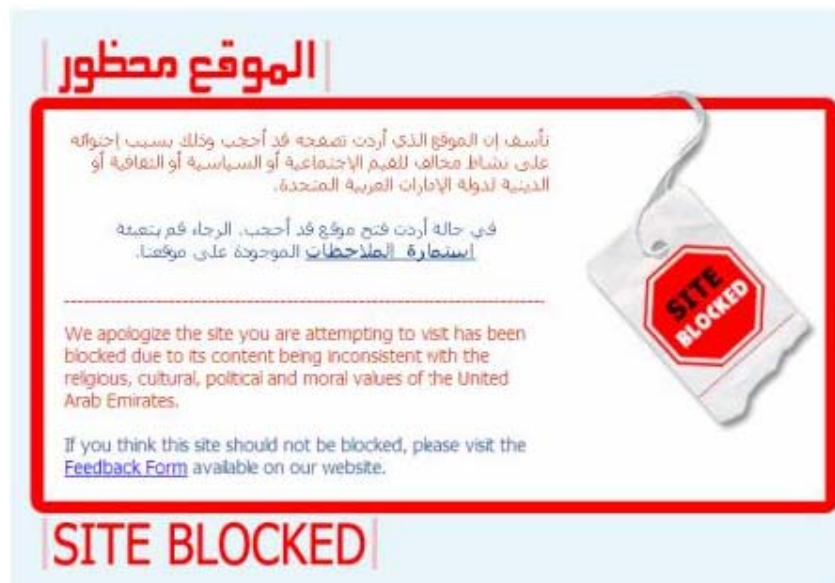 الموقع محظور
نأسف إن الموقع الذي أردت تصفحه قد أحجب وذلك بسبب إحتوائه
على نشاط مخالف للقيم الإجتماعية أو السياسية أو الثقافية أو
الدينية لدولة الإمارات العربية المتحدة.
في حالة أردت فتح موقع قد أحجب. الرجاء قم بتعبئة
إستمارة الملاحظات الموجودة على موقعنا.
We apologize the site you are attempting to visit has been
blocked due to its content being inconsistent with the
religious, cultural, political and moral values of the United
Arab Emirates.
If you think this site should not be blocked, please visit the
Feedback Form available on our website.
SITE
BLOCKED
SITE BLOCKED